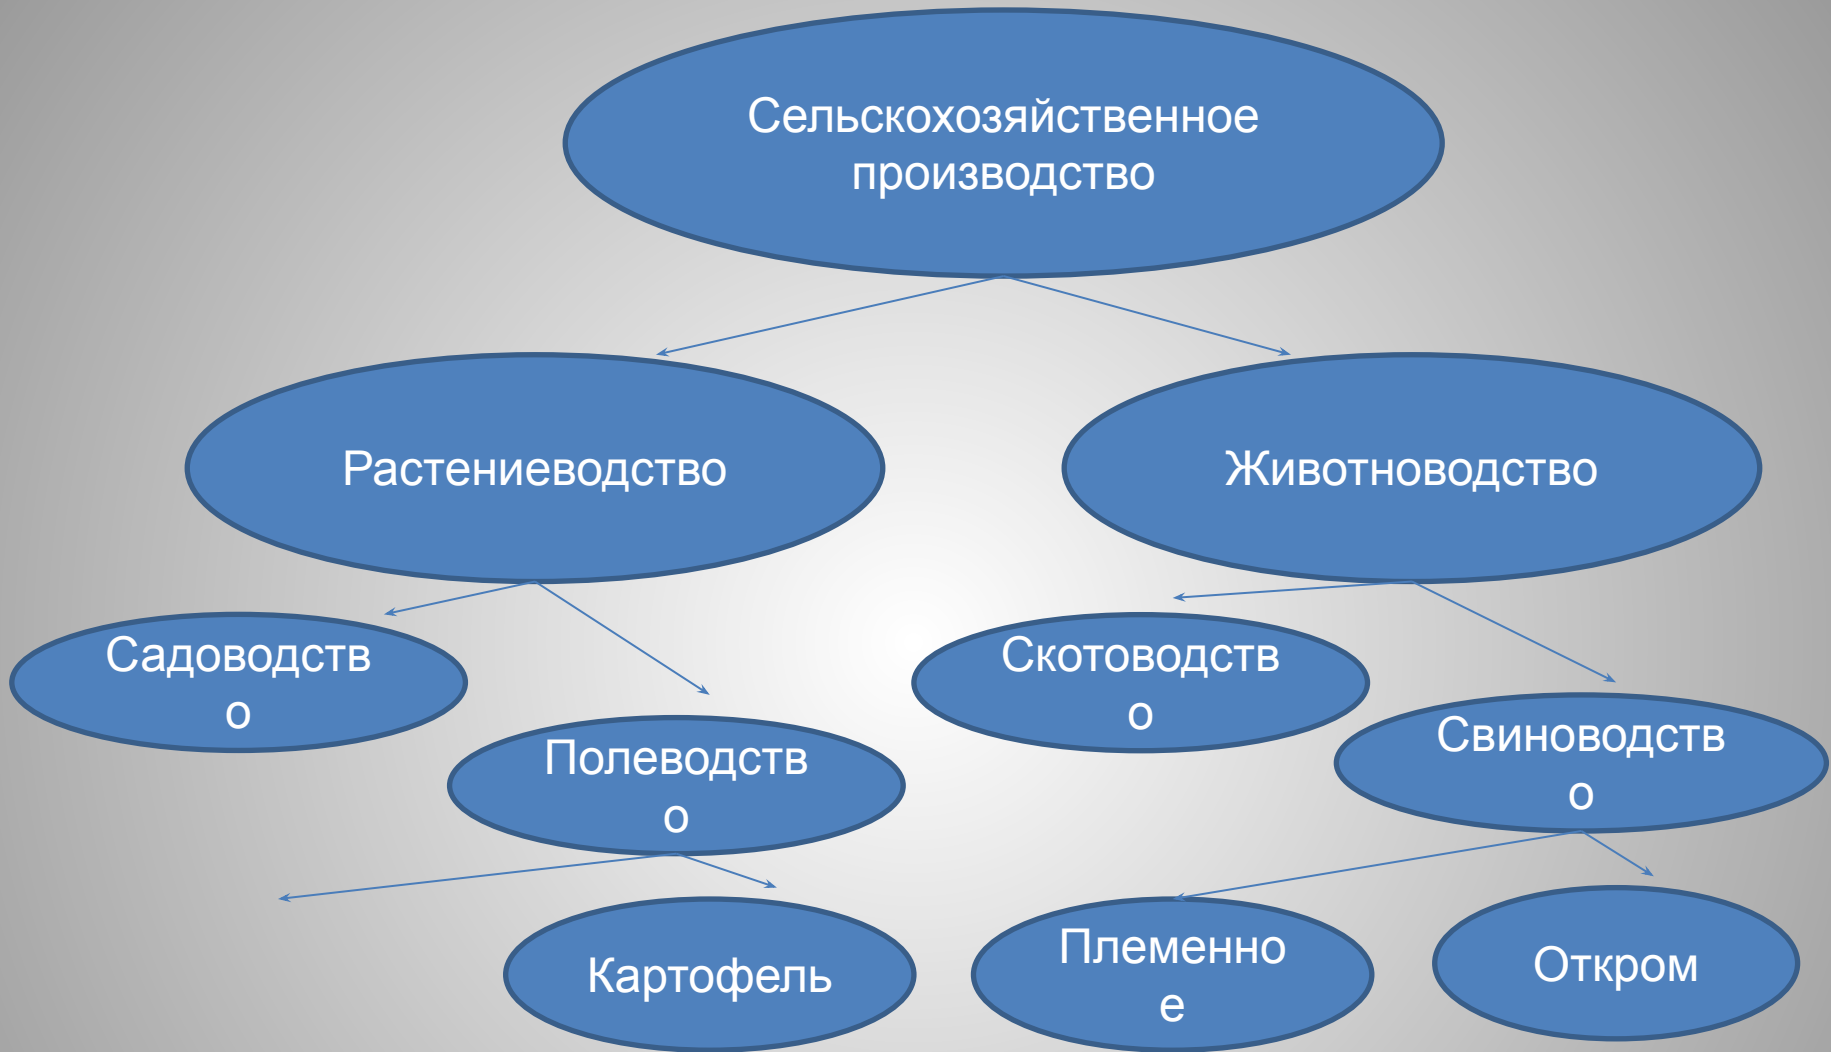 Сельскохозяйственное
производство
Растениеводство
Животноводство
Садоводств
о
Скотоводств
о
Полеводств
о
Свиноводств
о
Картофель
Племенно
е
Откром